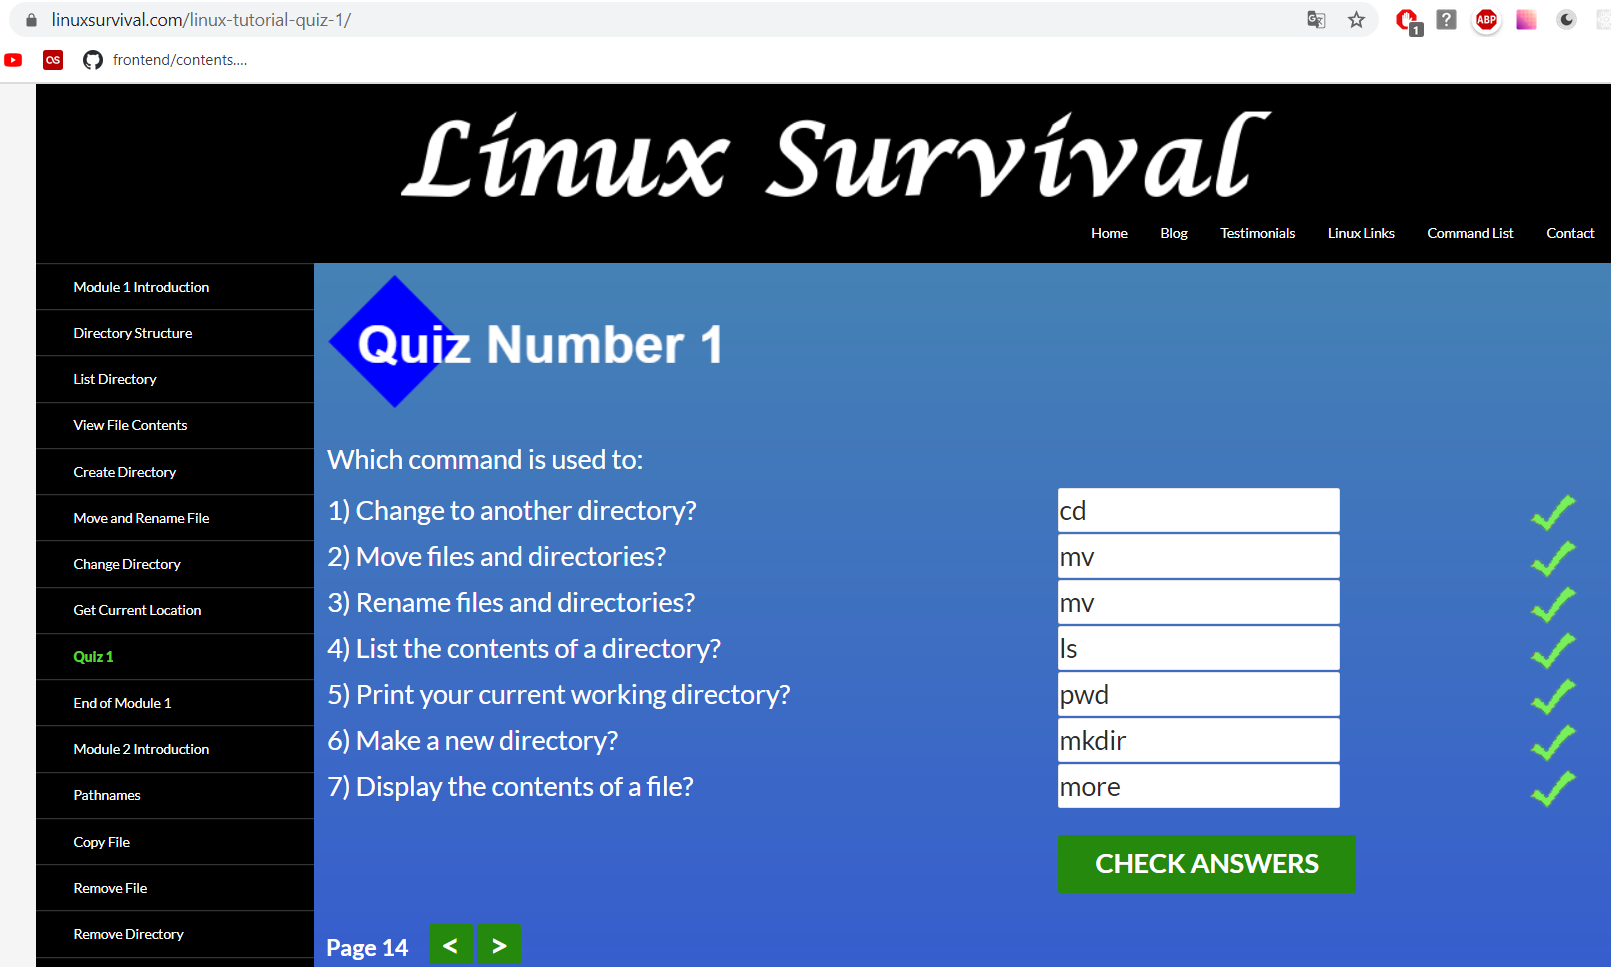 linuxsurvival.com/linux-tutorial-quiz-1/
1
?
ABP
frontend/contents....
Linux Survival
Home Blog Testimonials Linux Links Command List Contact
Module 1 Introduction
Directory Structure
List Directory
View File Contents
Create Directory
Move and Rename File
Change Directory
Get Current Location
Quiz 1
End of Module 1
Module 2 Introduction
Pathnames
Copy File
Remove File
Remove Directory
Quiz Number 1
Which command is used to:
1) Change to another directory? cd
2) Move files and directories? mv
3) Rename files and directories? mv
4) List the contents of a directory? ls
5) Print your current working directory? pwd
6) Make a new directory? mkdir
7) Display the contents of a file? more
CHECK ANSWERS
Page 14 < >